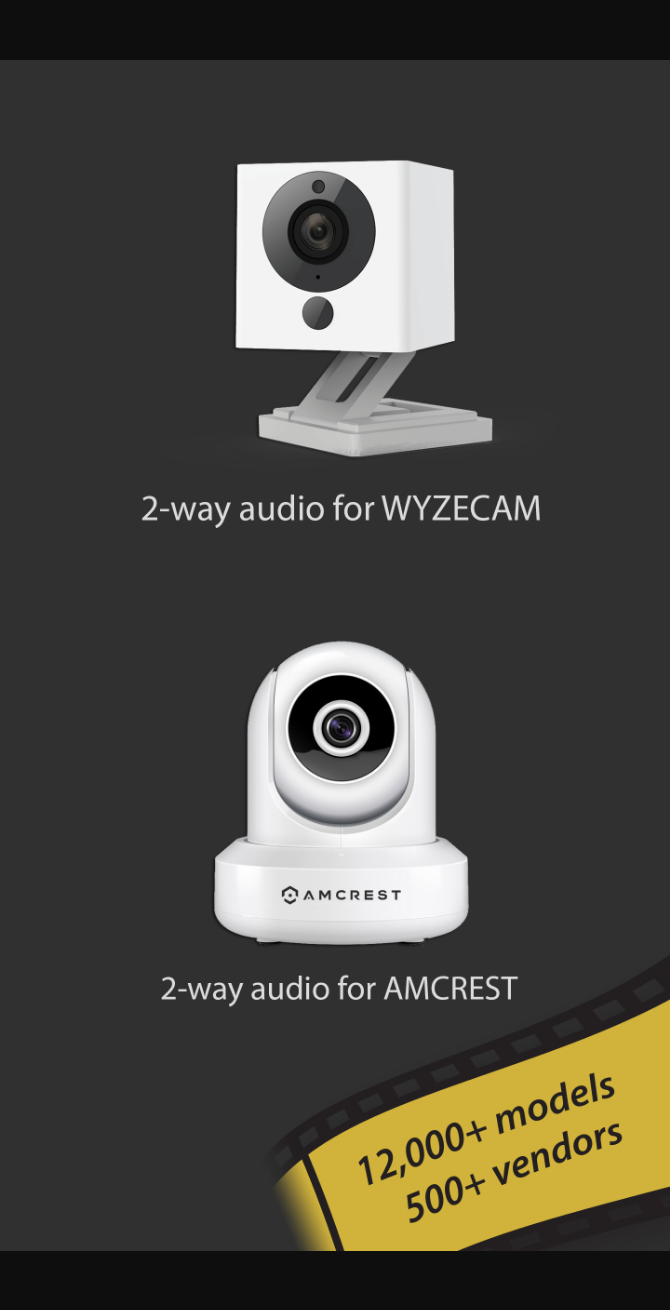 2-way audio for WYZECAM
AMCREST
2-way audio for AMCREST
12,000+ models
500+ vendors